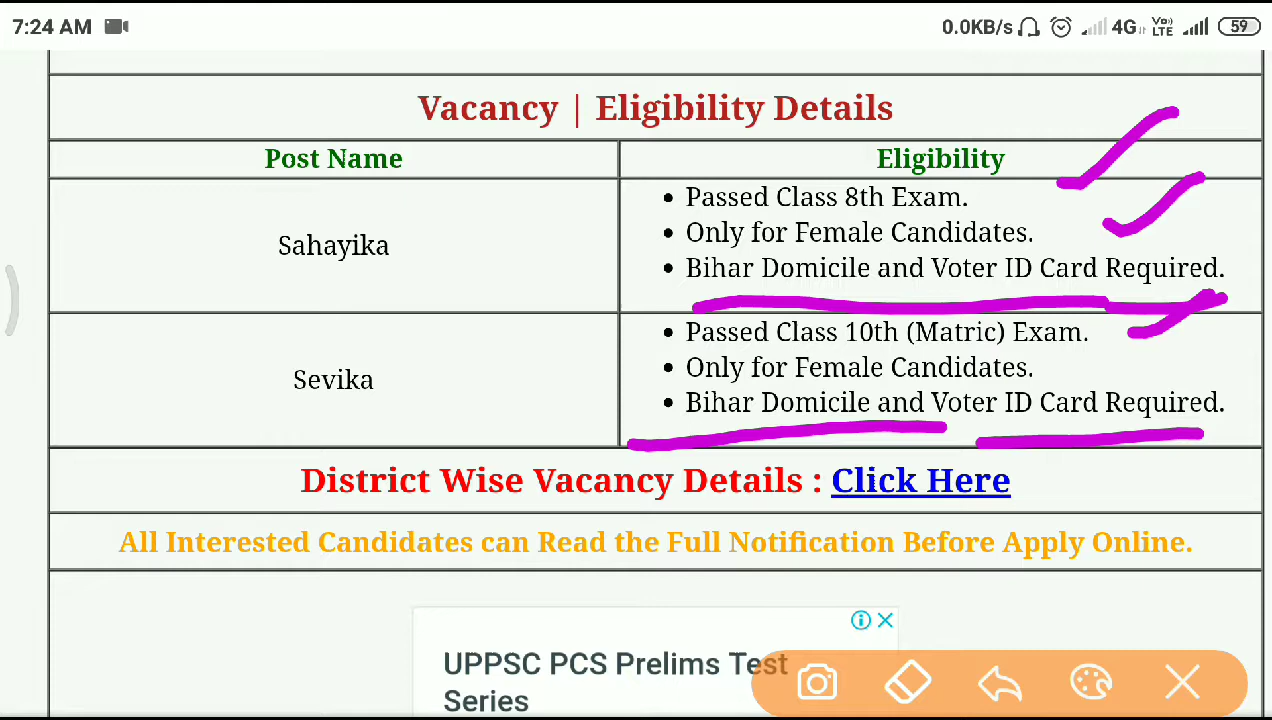 7:24 AM 0.0KB/s 4G Vo) LTE 59
Vacancy | Eligibility Details
Post Name Eligibility
Sahayika
• Passed Class 8th Exam.
• Only for Female Candidates.
• Bihar Domicile and Voter ID Card Required.
Sevika
• Passed Class 10th (Matric) Exam.
• Only for Female Candidates.
• Bihar Domicile and Voter ID Card Required.
District Wise Vacancy Details : Click Here
All Interested Candidates can Read the Full Notification Before Apply Online.
UPPSC PCS Prelims Test
Series